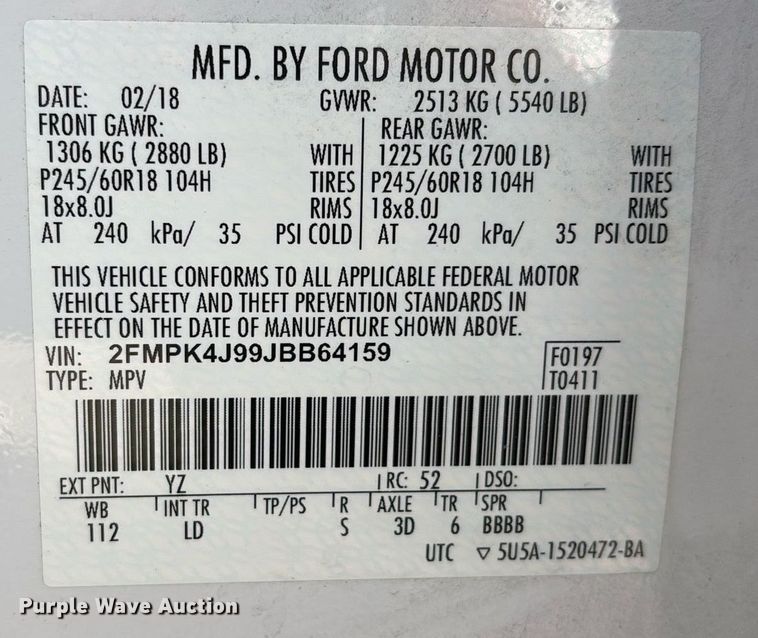 MFD. BY FORD MOTOR CO.
DATE: 02/18 GVWR: 2513 KG ( 5540 LB)
FRONT GAWR: REAR GAWR:
1306 KG ( 2880 LB) WITH 1225 KG ( 2700 LB) WITH
P245/60R18 104H TIRES P245/60R18 104H TIRES
18x8.0J RIMS 18x8.0J RIMS
AT 240 kPa/ 35 PSI COLD AT 240 kPa/ 35 PSI COLD
THIS VEHICLE CONFORMS TO ALL APPLICABLE FEDERAL MOTOR
VEHICLE SAFETY AND THEFT PREVENTION STANDARDS IN
EFFECT ON THE DATE OF MANUFACTURE SHOWN ABOVE.
VIN: 2FMPK4J99JBB64159 F0197
TYPE: MPV T0411
EXT PNT: YZ RC: 52 DSO:
WB INT TR TP/PS R AXLE TR SPR
112 LD S 3D 6 BBBB
UTC ▽ 5U5A-1520472-BA
Purple Wave Auction